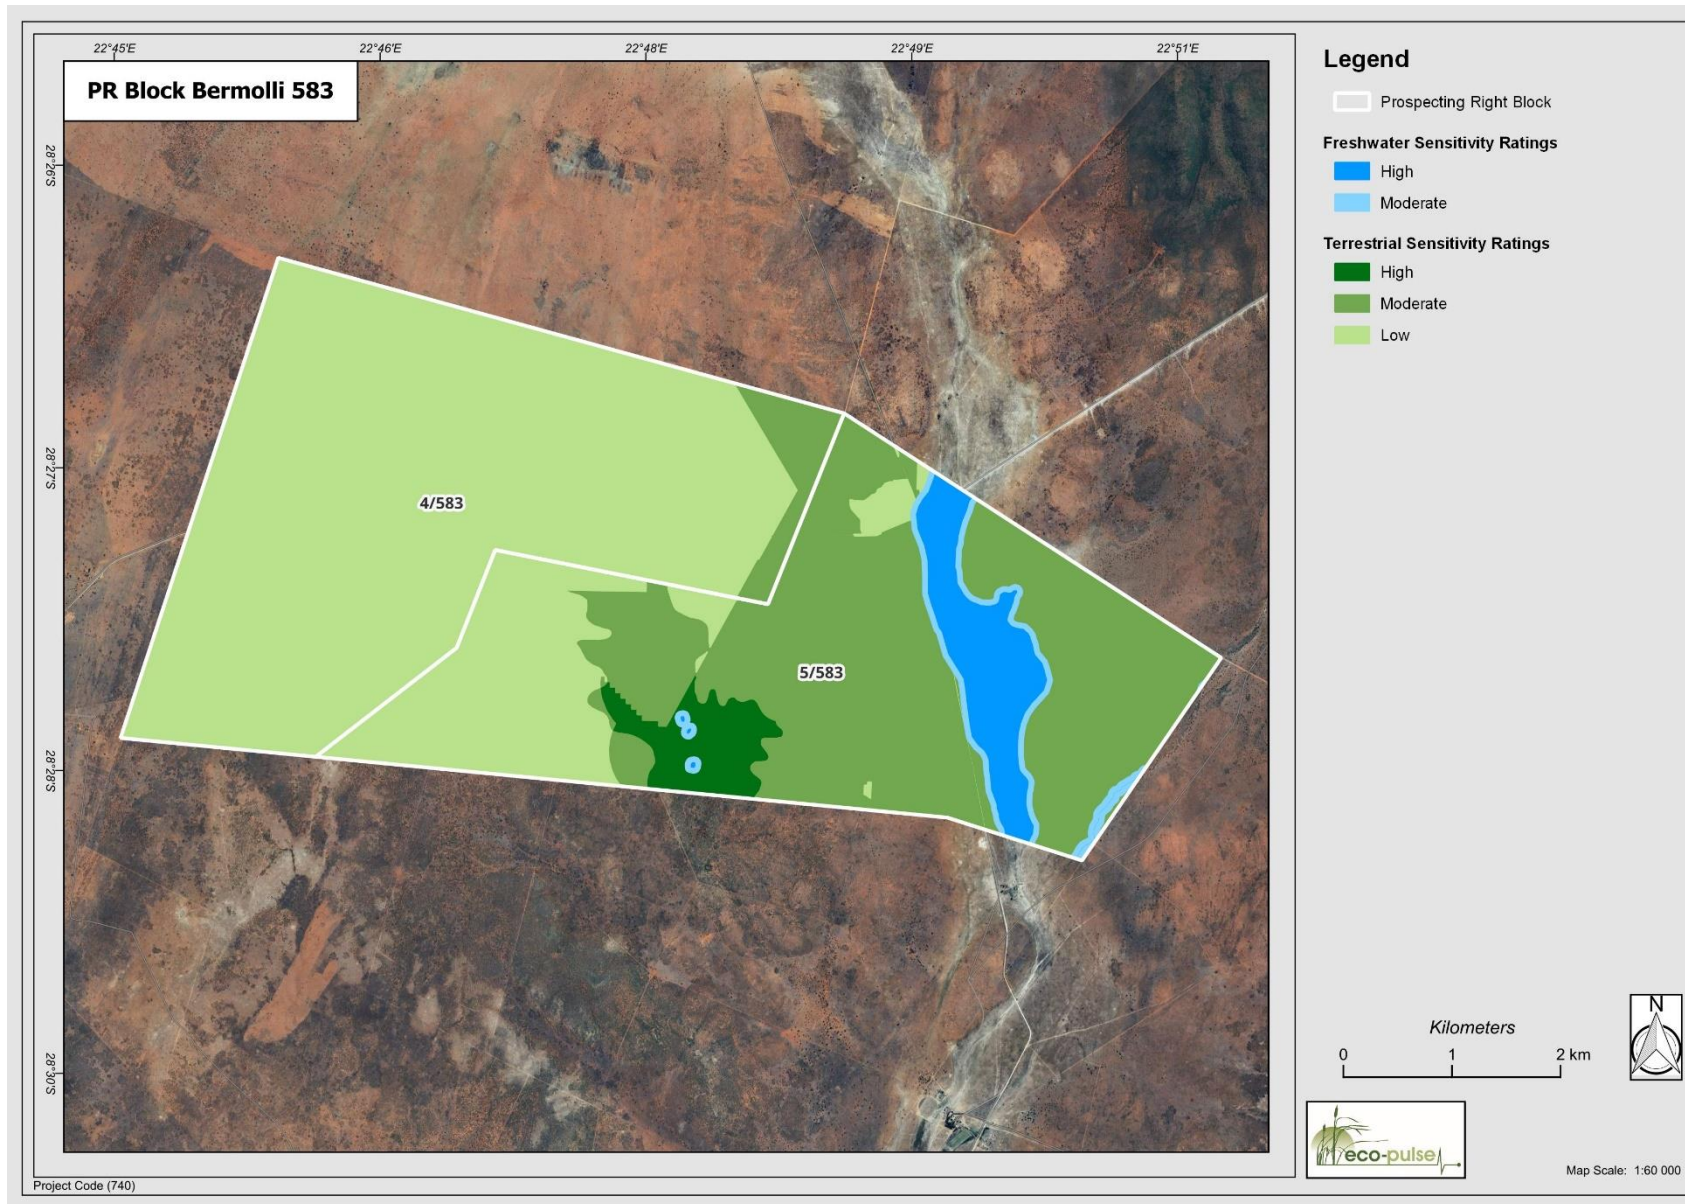 22°45'E 22°46'E 22°48'E 22°49'E 22°51'E
PR Block Bermolli 583
28°26'S
28°27'S
28°28'S
28°30'S
4/583
5/583
Legend
Prospecting Right Block
Freshwater Sensitivity Ratings
High
Moderate
Terrestrial Sensitivity Ratings
High
Moderate
Low
N
Kilometers
0 1 2 km
eco-pulse
Map Scale: 1:60 000
Project Code (740)